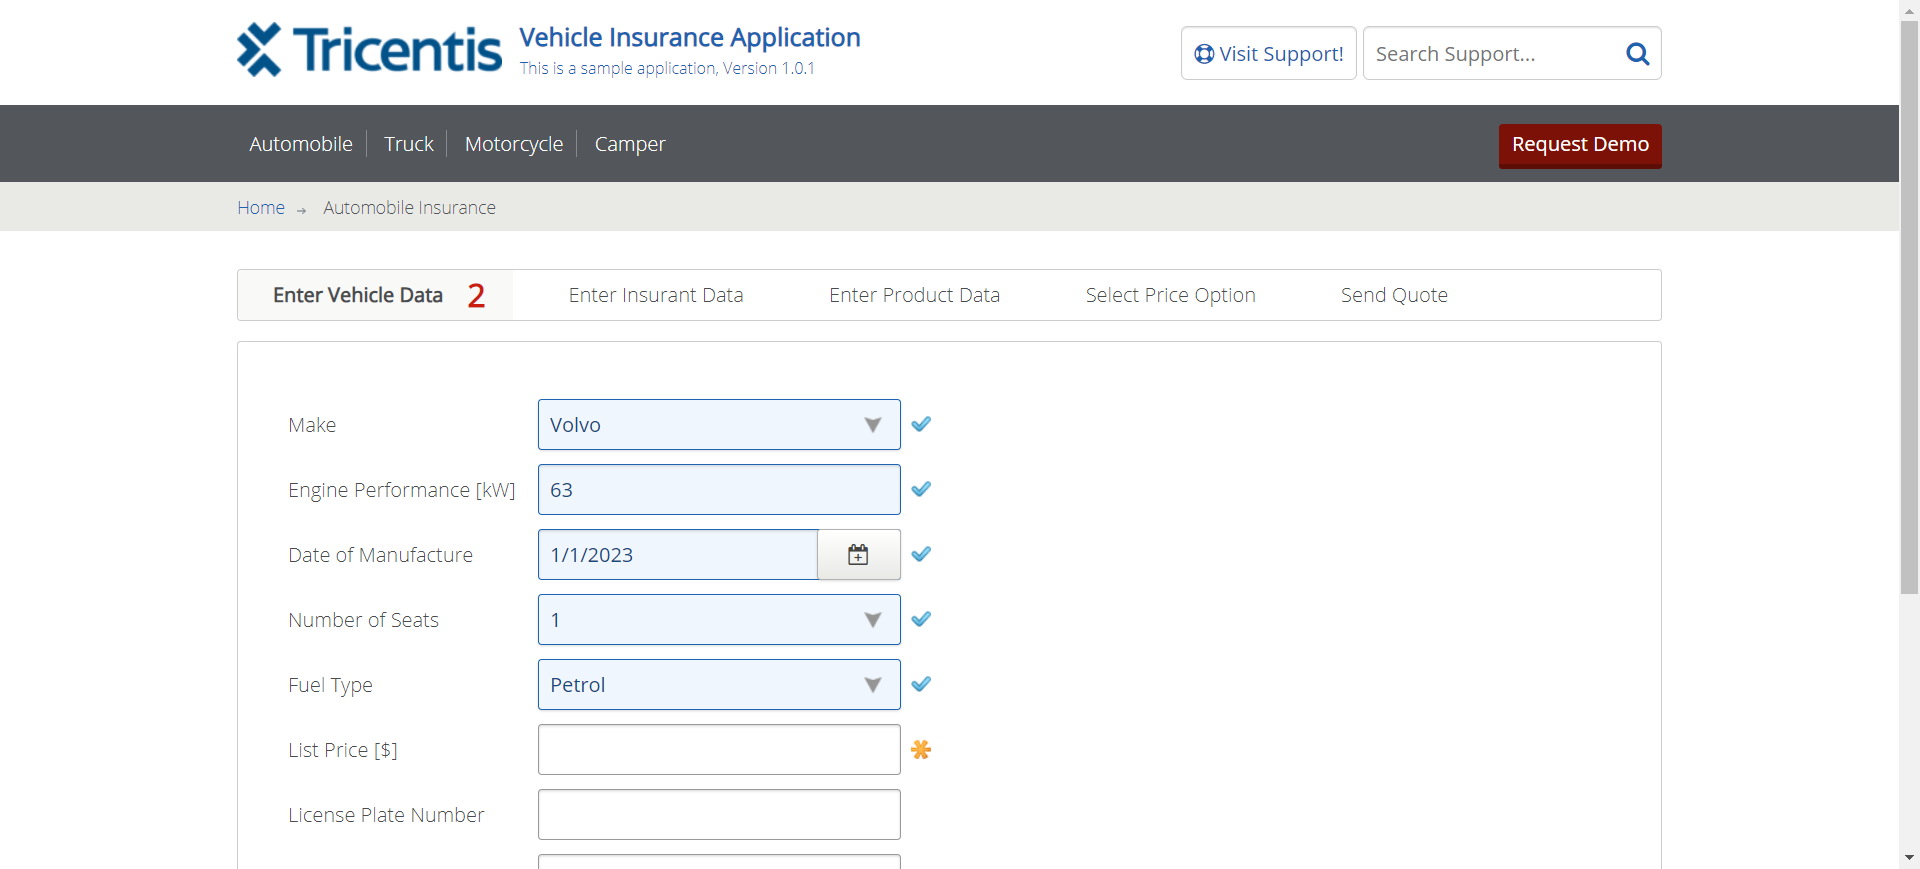 Tricentis
Vehicle Insurance Application
This is a sample application, Version 1.0.1
Visit Support!
Search Support...
Automobile
Truck
Motorcycle
Camper
Request Demo
Home → Automobile Insurance
Enter Vehicle Data 2
Enter Insurant Data
Enter Product Data
Select Price Option
Send Quote
Make
Volvo
Engine Performance [kW]
63
Date of Manufacture
1/1/2023
Number of Seats
1
Fuel Type
Petrol
List Price [$]
License Plate Number